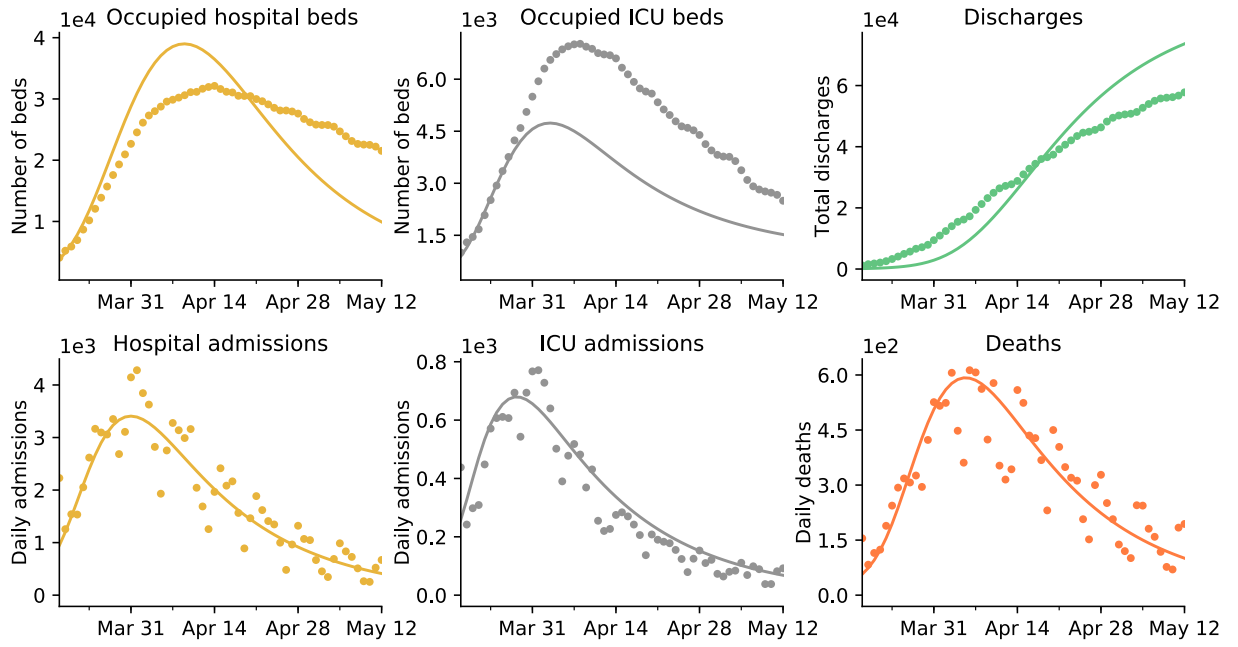 1e4 Occupied hospital beds
Number of beds
4
3
2
1
Mar 31 Apr 14 Apr 28 May 12
1e3 Occupied ICU beds
Number of beds
6.0
4.5
3.0
1.5
Mar 31 Apr 14 Apr 28 May 12
1e4 Discharges
Total discharges
6
4
2
0
Mar 31 Apr 14 Apr 28 May 12
1e3 Hospital admissions
Daily admissions
4
3
2
1
0
Mar 31 Apr 14 Apr 28 May 12
1e3 ICU admissions
Daily admissions
0.8
0.6
0.4
0.2
0.0
Mar 31 Apr 14 Apr 28 May 12
1e2 Deaths
Daily deaths
6.0
4.5
3.0
1.5
0.0
Mar 31 Apr 14 Apr 28 May 12